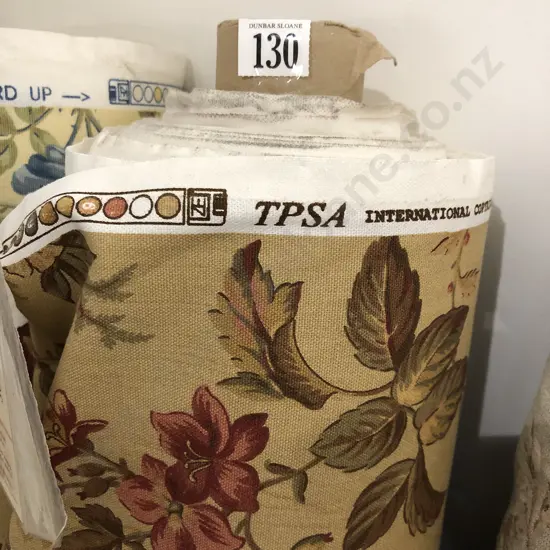 DUNBAR SLOANE
130
RD UP →
TPSA INTERNATIONAL